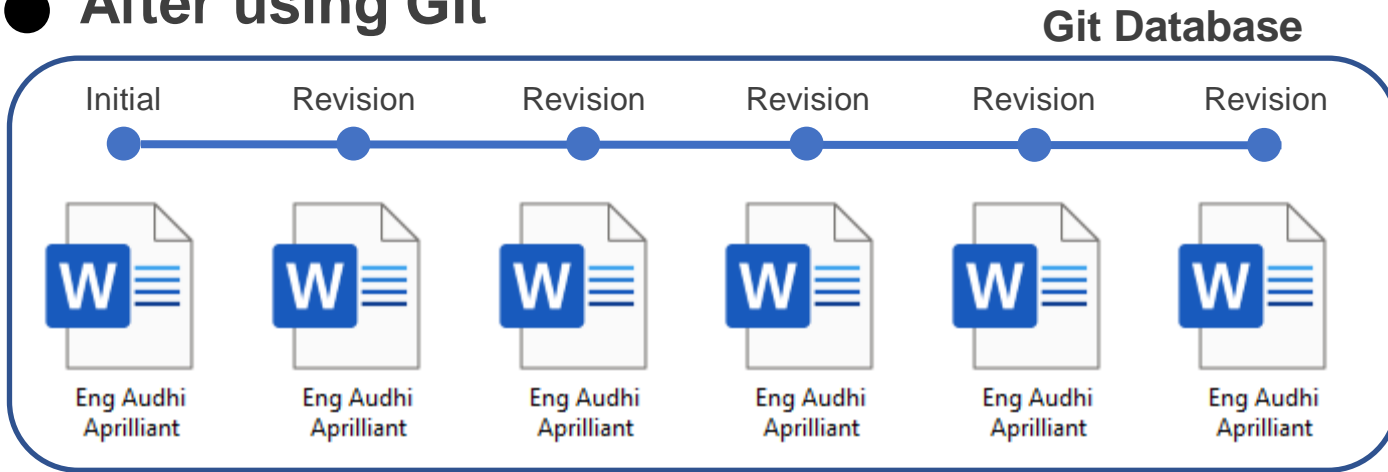 After using Git
Git Database
Initial Revision Revision Revision Revision Revision
W W W W W W
Eng Audhi Eng Audhi Eng Audhi Eng Audhi Eng Audhi Eng Audhi
Aprilliant Aprilliant Aprilliant Aprilliant Aprilliant Aprilliant